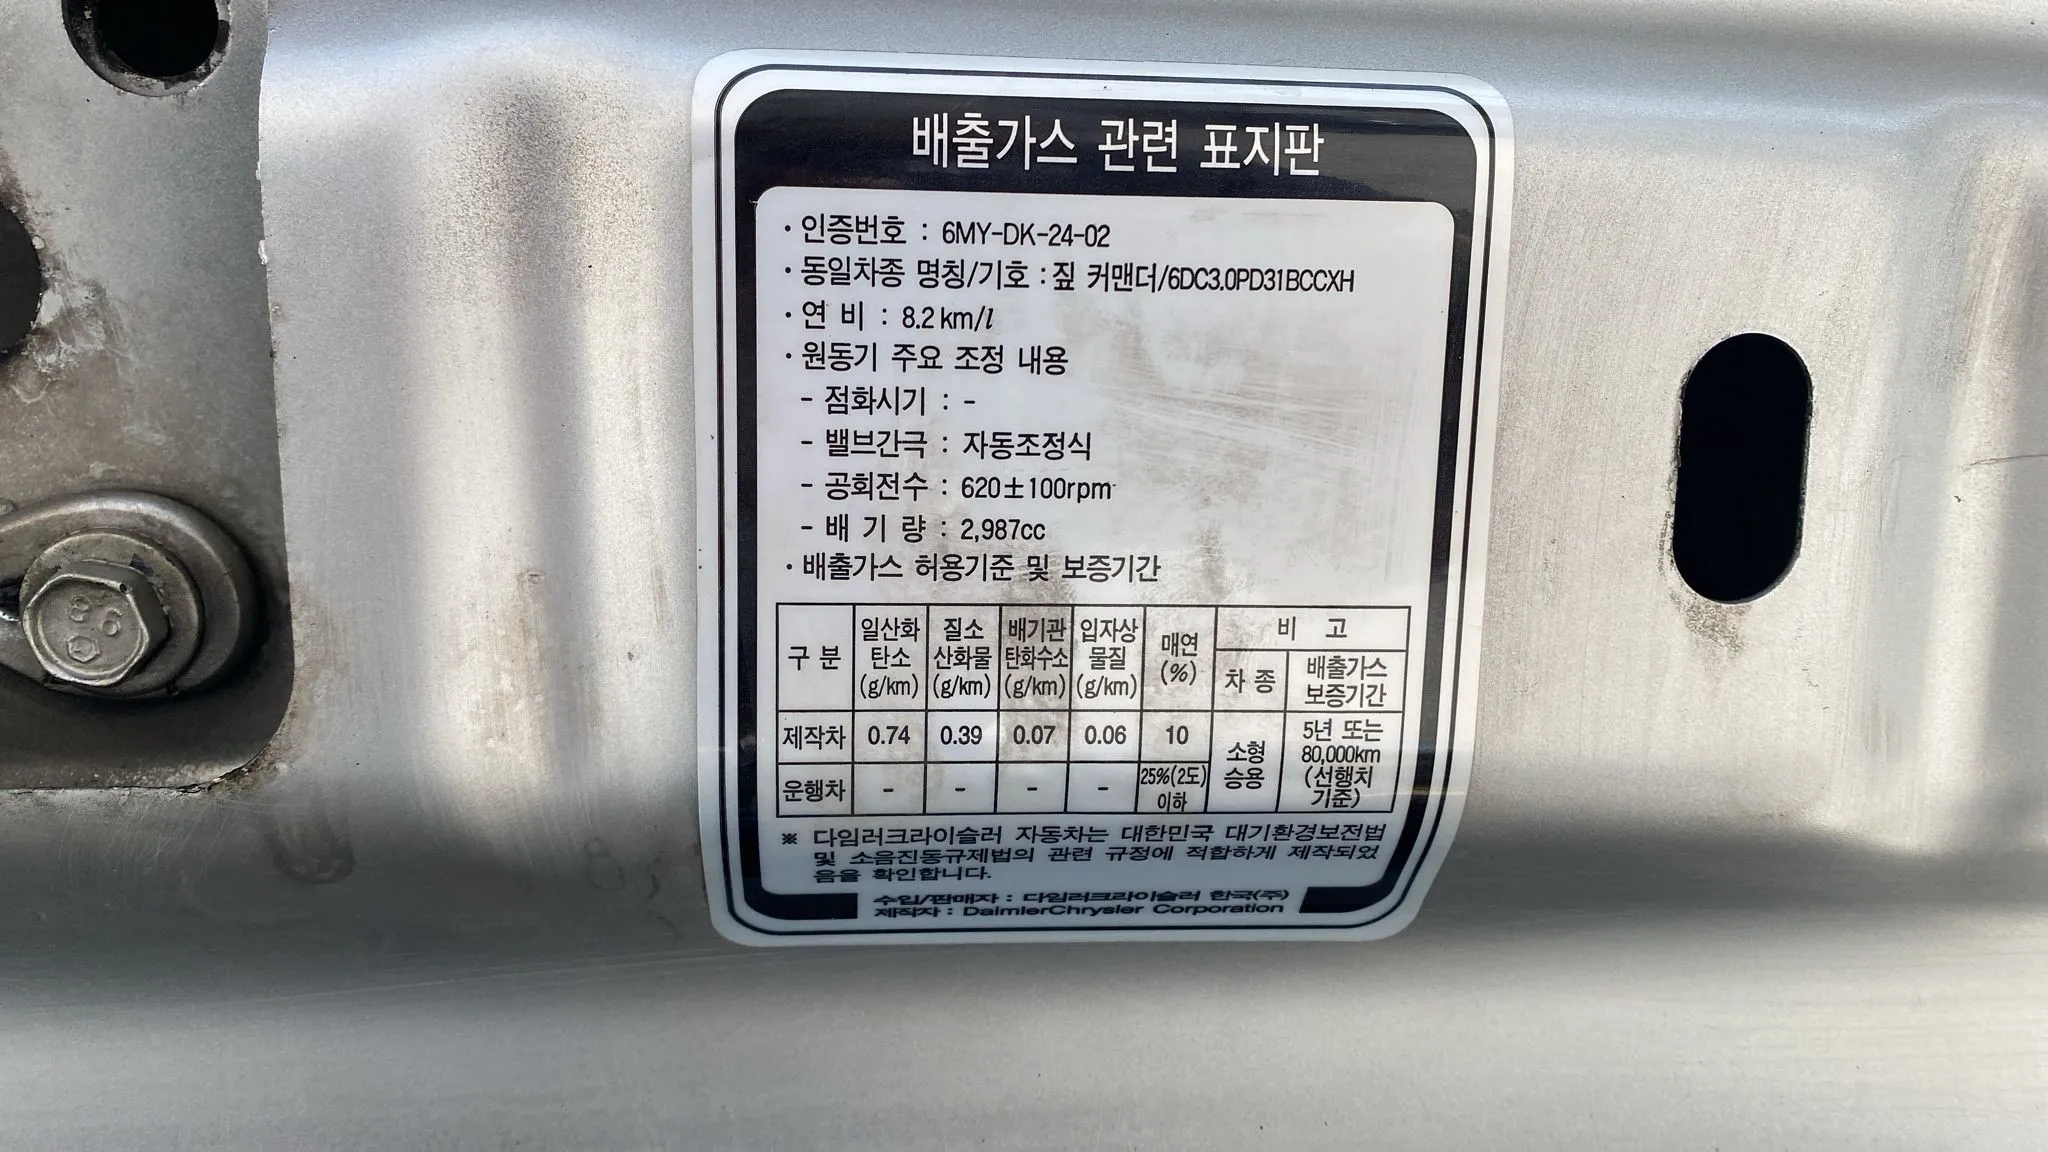 배출가스 관련 표지판
· 인증번호 : 6MY-DK-24-02
· 동일차종 명칭/기호 : 짚 커맨더/6DC3.0PD31BCCXH
· 연 비 : 8.2 km/l
· 원동기 주요 조정 내용
- 점화시기 : -
- 밸브간극 : 자동조정식
- 공회전수 : 620±100rpm
- 배 기 량 : 2,987cc
· 배출가스 허용기준 및 보증기간
구 분 일산화탄소 (g/km) 질소산화물 (g/km) 배기관탄화수소 (g/km) 입자상물질 (g/km) 매연 (%) 비 고
차 종 배출가스 보증기간
제작차 0.74 0.39 0.07 0.06 10 소형승용 5년 또는 80,000km (선행치 기준)
운행차 - - - - 25%(2도) 이하
※ 다임러크라이슬러 자동차는 대한민국 대기환경보전법
및 소음진동규제법의 관련 규정에 적합하게 제작되었
음을 확인합니다.
수입/판매자 : 다임러크라이슬러 한국(주)
제작자 : DaimlerChrysler Corporation
86